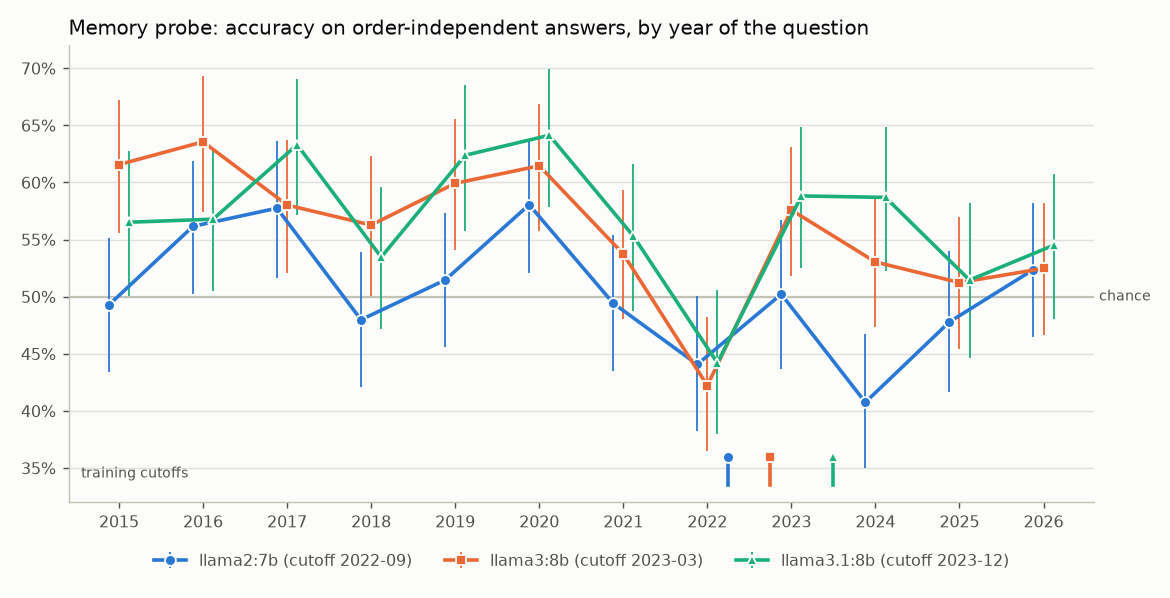 Memory probe: accuracy on order-independent answers, by year of the question
70%
65%
60%
55%
50%
45%
40%
35%
chance
training cutoffs
2015 2016 2017 2018 2019 2020 2021 2022 2023 2024 2025 2026
llama2:7b (cutoff 2022-09) llama3:8b (cutoff 2023-03) llama3.1:8b (cutoff 2023-12)